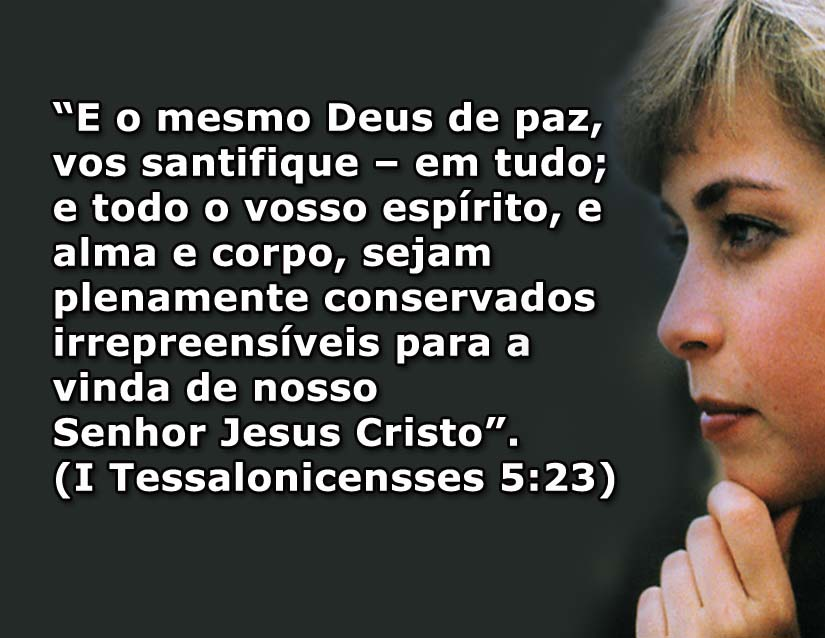 “E o mesmo Deus de paz,
vos santifique – em tudo;
e todo o vosso espírito, e
alma e corpo, sejam
plenamente conservados
irrepreensíveis para a
vinda de nosso
Senhor Jesus Cristo”.
(I Tessalonicensses 5:23)